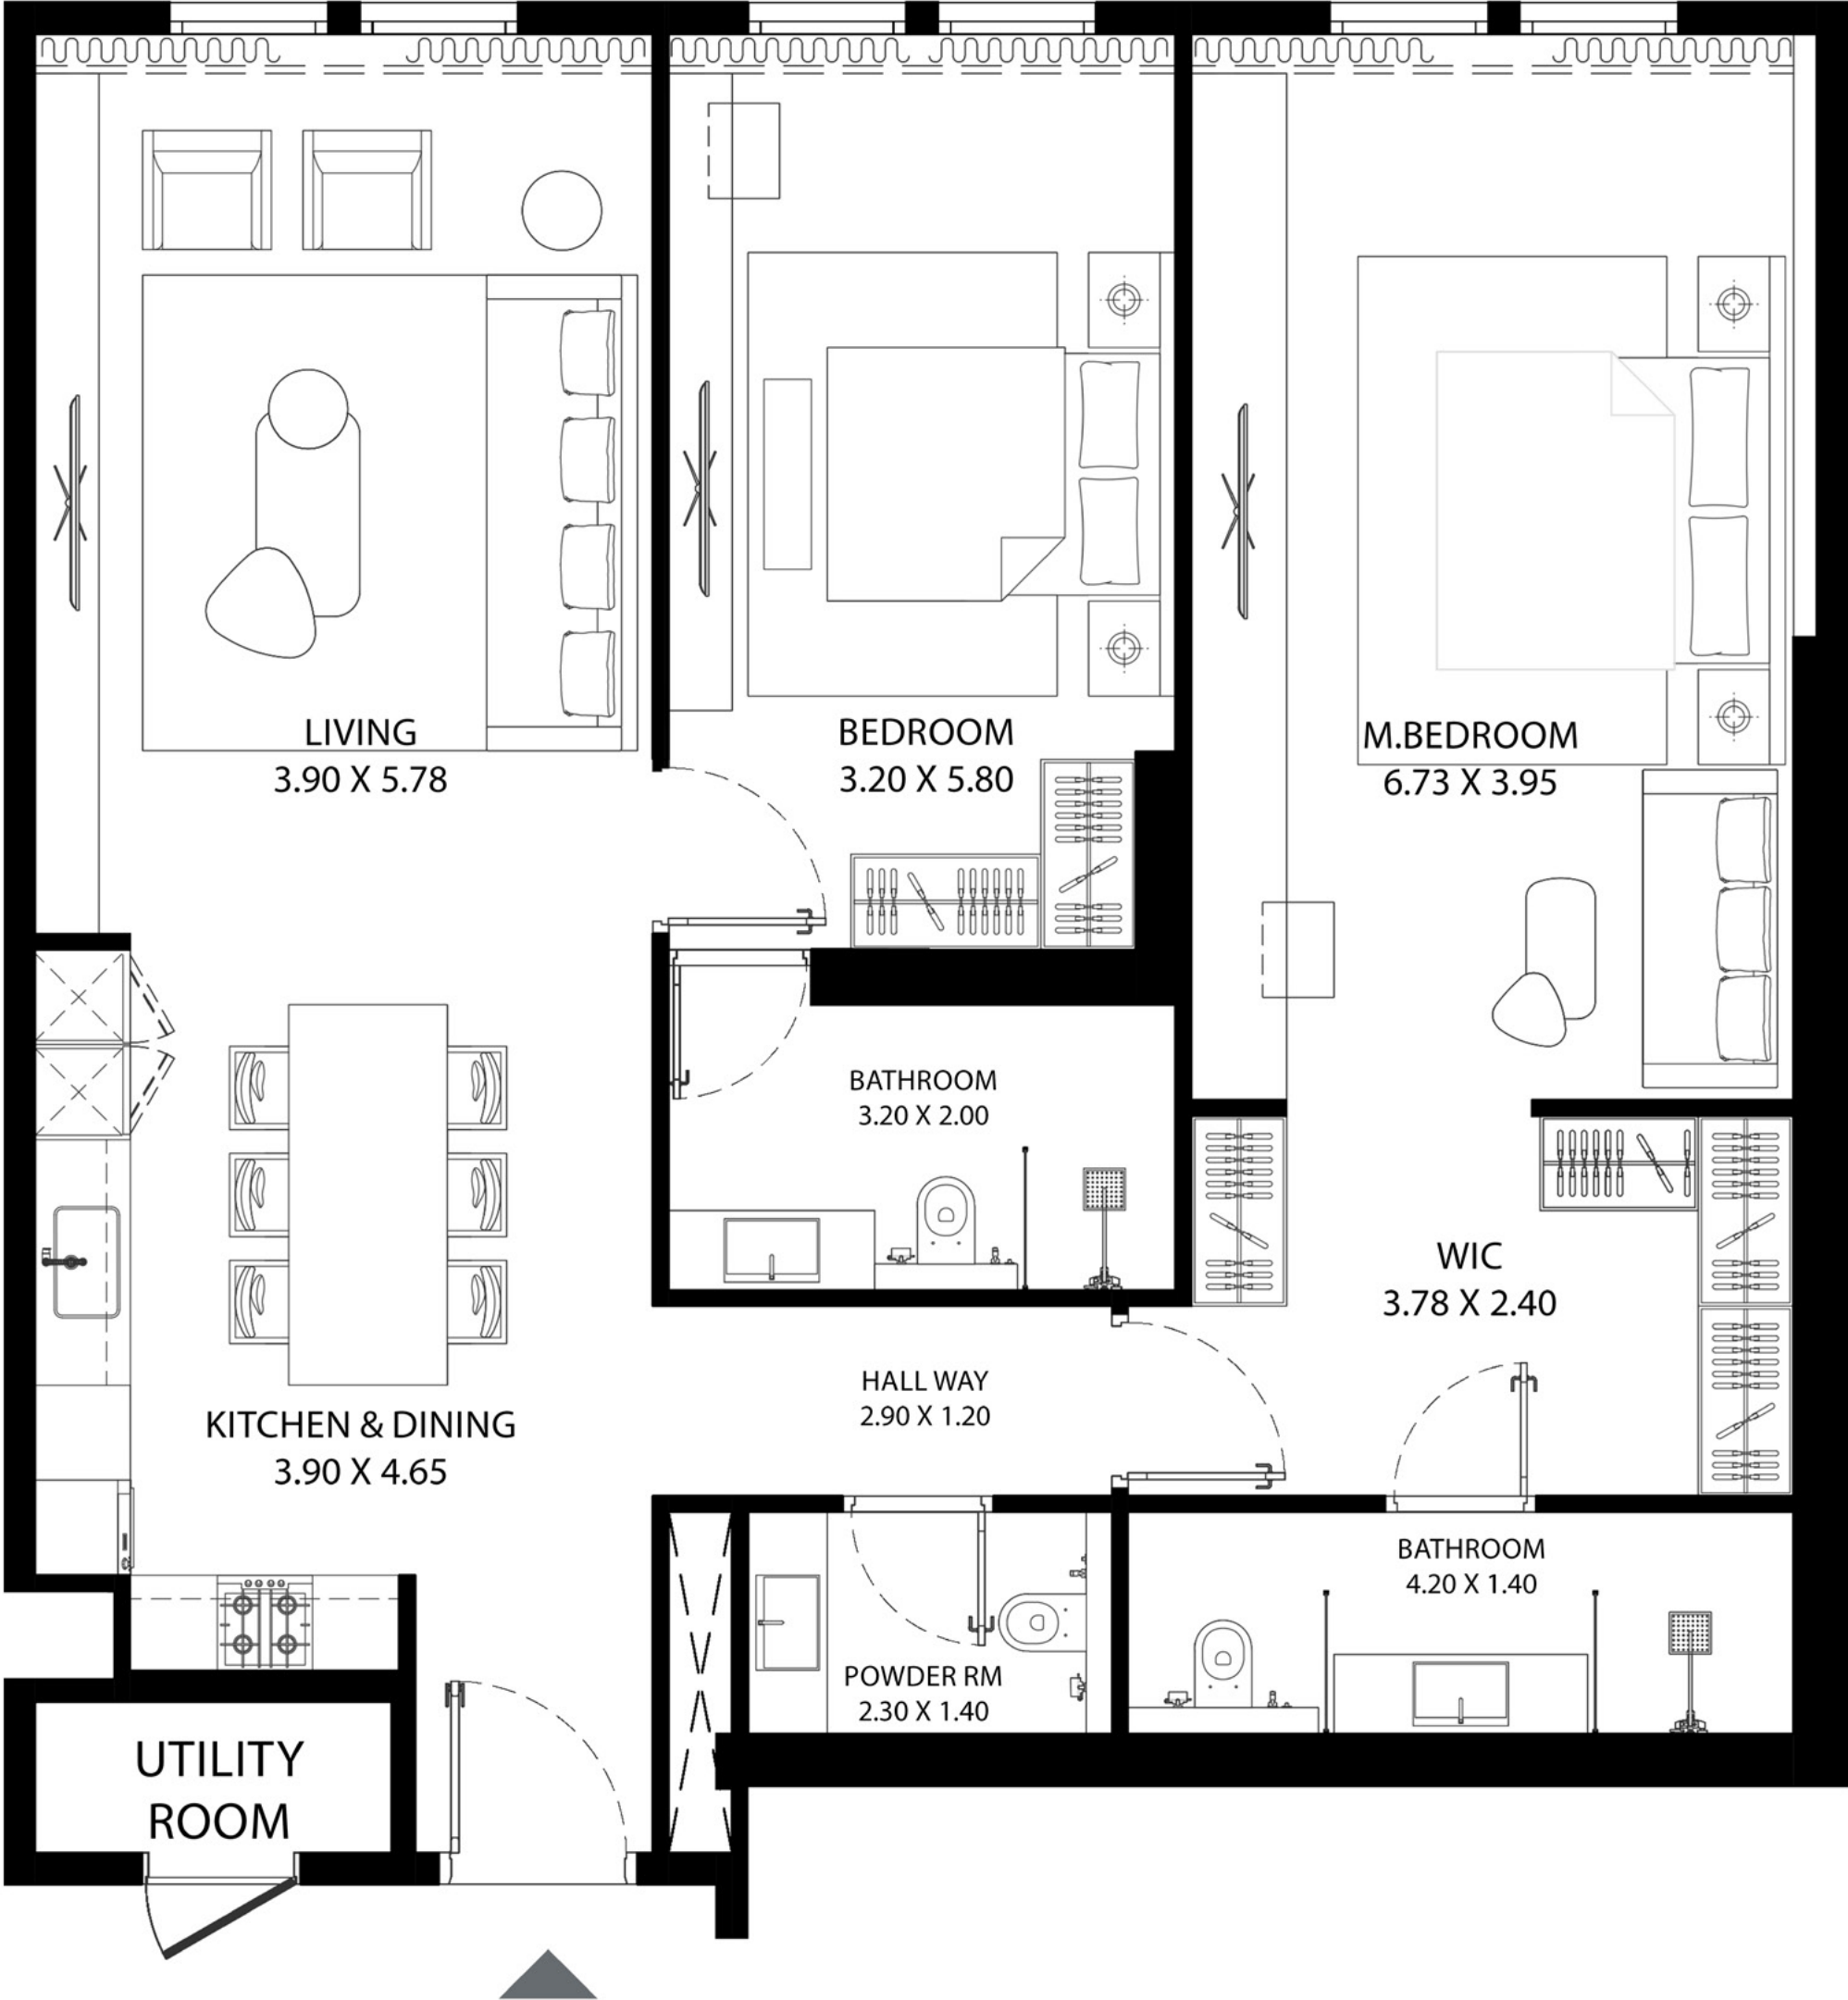 LIVING
3.90 X 5.78
BEDROOM
3.20 X 5.80
M.BEDROOM
6.73 X 3.95
BATHROOM
3.20 X 2.00
WIC
3.78 X 2.40
HALL WAY
2.90 X 1.20
KITCHEN & DINING
3.90 X 4.65
BATHROOM
4.20 X 1.40
POWDER RM
2.30 X 1.40
UTILITY
ROOM